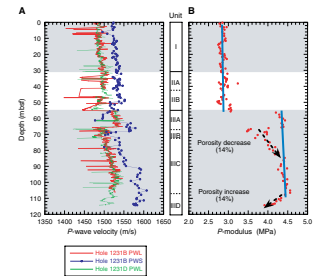 A
Unit
B
Depth (mbsf)
0
10
20
30
40
50
60
70
80
90
100
110
120
I
IIA
IIB
IIIA
IIIB
IIIC
IIID
Porosity decrease
(14%)
Porosity increase
(14%)
1350 1400 1450 1500 1550 1600 1650
P-wave velocity (m/s)
2.0 2.5 3.0 3.5 4.0 4.5 5.0
P-modulus (MPa)
Hole 1231B PWL
Hole 1231B PWS
Hole 1231D PWL